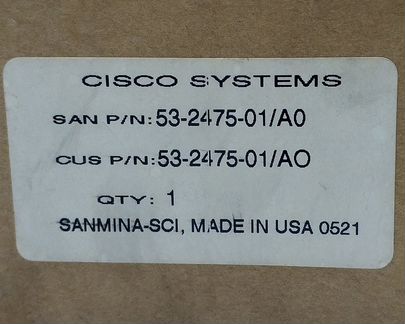 CISCO SYSTEMS
SAN P/N: 53-2475-01/A0
CUS P/N: 53-2475-01/AO
QTY: 1
SANMINA-SCI, MADE IN USA 0521